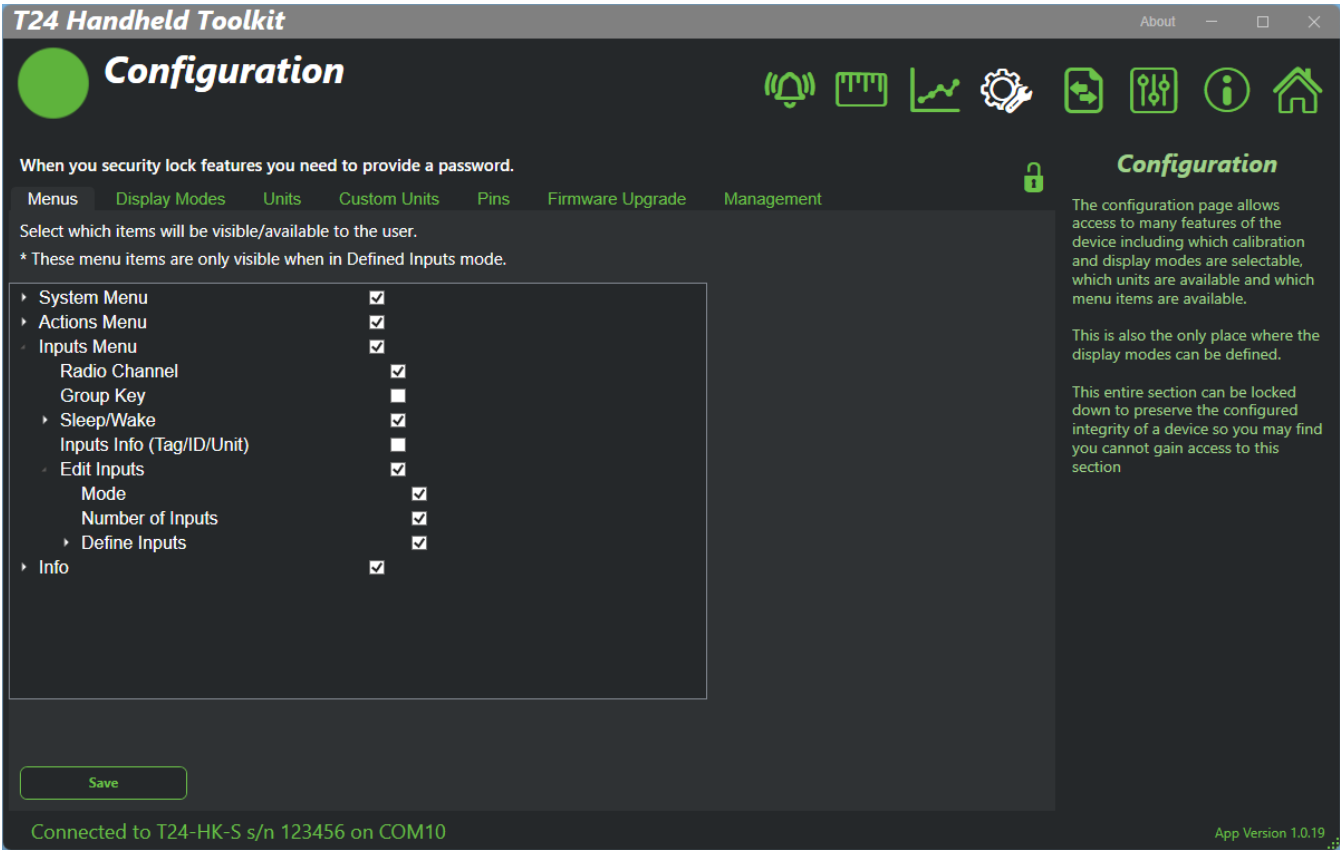 T24 Handheld Toolkit
About
Configuration
When you security lock features you need to provide a password.
Menus Display Modes Units Custom Units Pins Firmware Upgrade Management
Select which items will be visible/available to the user.
* These menu items are only visible when in Defined Inputs mode.
System Menu
Actions Menu
Inputs Menu
Radio Channel
Group Key
Sleep/Wake
Inputs Info (Tag/ID/Unit)
Edit Inputs
Mode
Number of Inputs
Define Inputs
Info
Save
Configuration
The configuration page allows
access to many features of the
device including which calibration
and display modes are selectable,
which units are available and which
menu items are available.
This is also the only place where the
display modes can be defined.
This entire section can be locked
down to preserve the configured
integrity of a device so you may find
you cannot gain access to this
section
Connected to T24-HK-S s/n 123456 on COM10
App Version 1.0.19